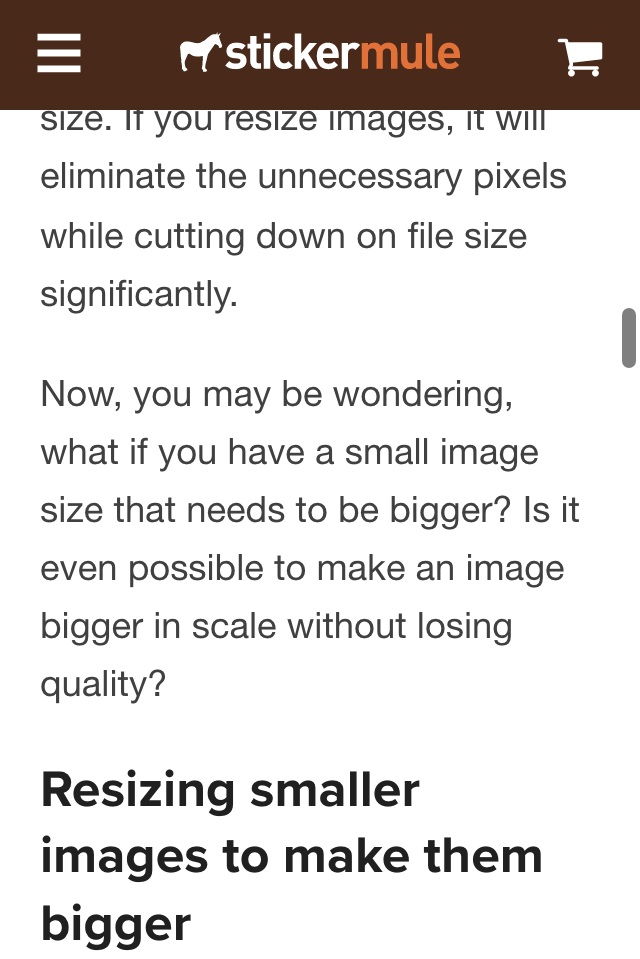 stickermule
size. If you resize images, it will
eliminate the unnecessary pixels
while cutting down on file size
significantly.
Now, you may be wondering,
what if you have a small image
size that needs to be bigger? Is it
even possible to make an image
bigger in scale without losing
quality?
Resizing smaller
images to make them
bigger